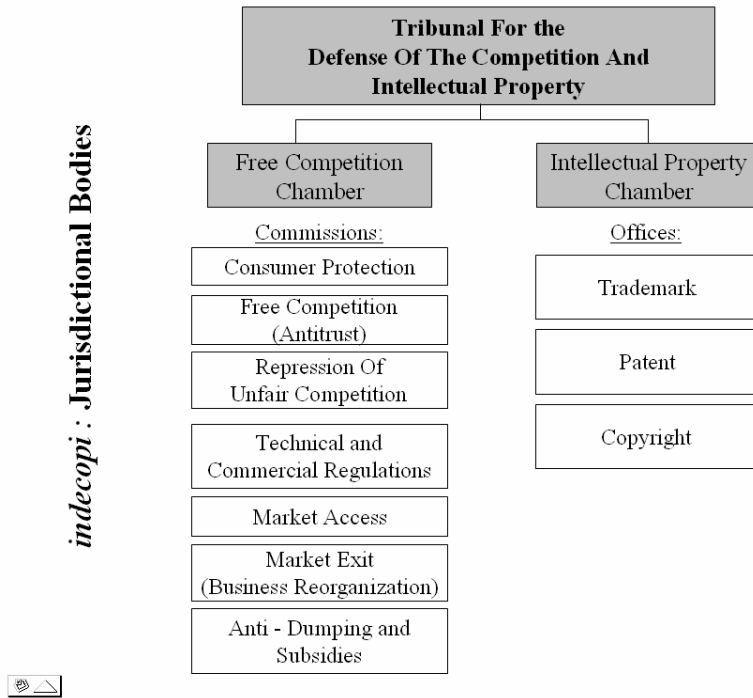 Tribunal For the
Defense Of The Competition And
Intellectual Property
indecopi : Jurisdictional Bodies
Free Competition
Chamber
Commissions:
Consumer Protection
Free Competition
(Antitrust)
Repression Of
Unfair Competition
Technical and
Commercial Regulations
Market Access
Market Exit
(Business Reorganization)
Anti - Dumping and
Subsidies
Intellectual Property
Chamber
Offices:
Trademark
Patent
Copyright